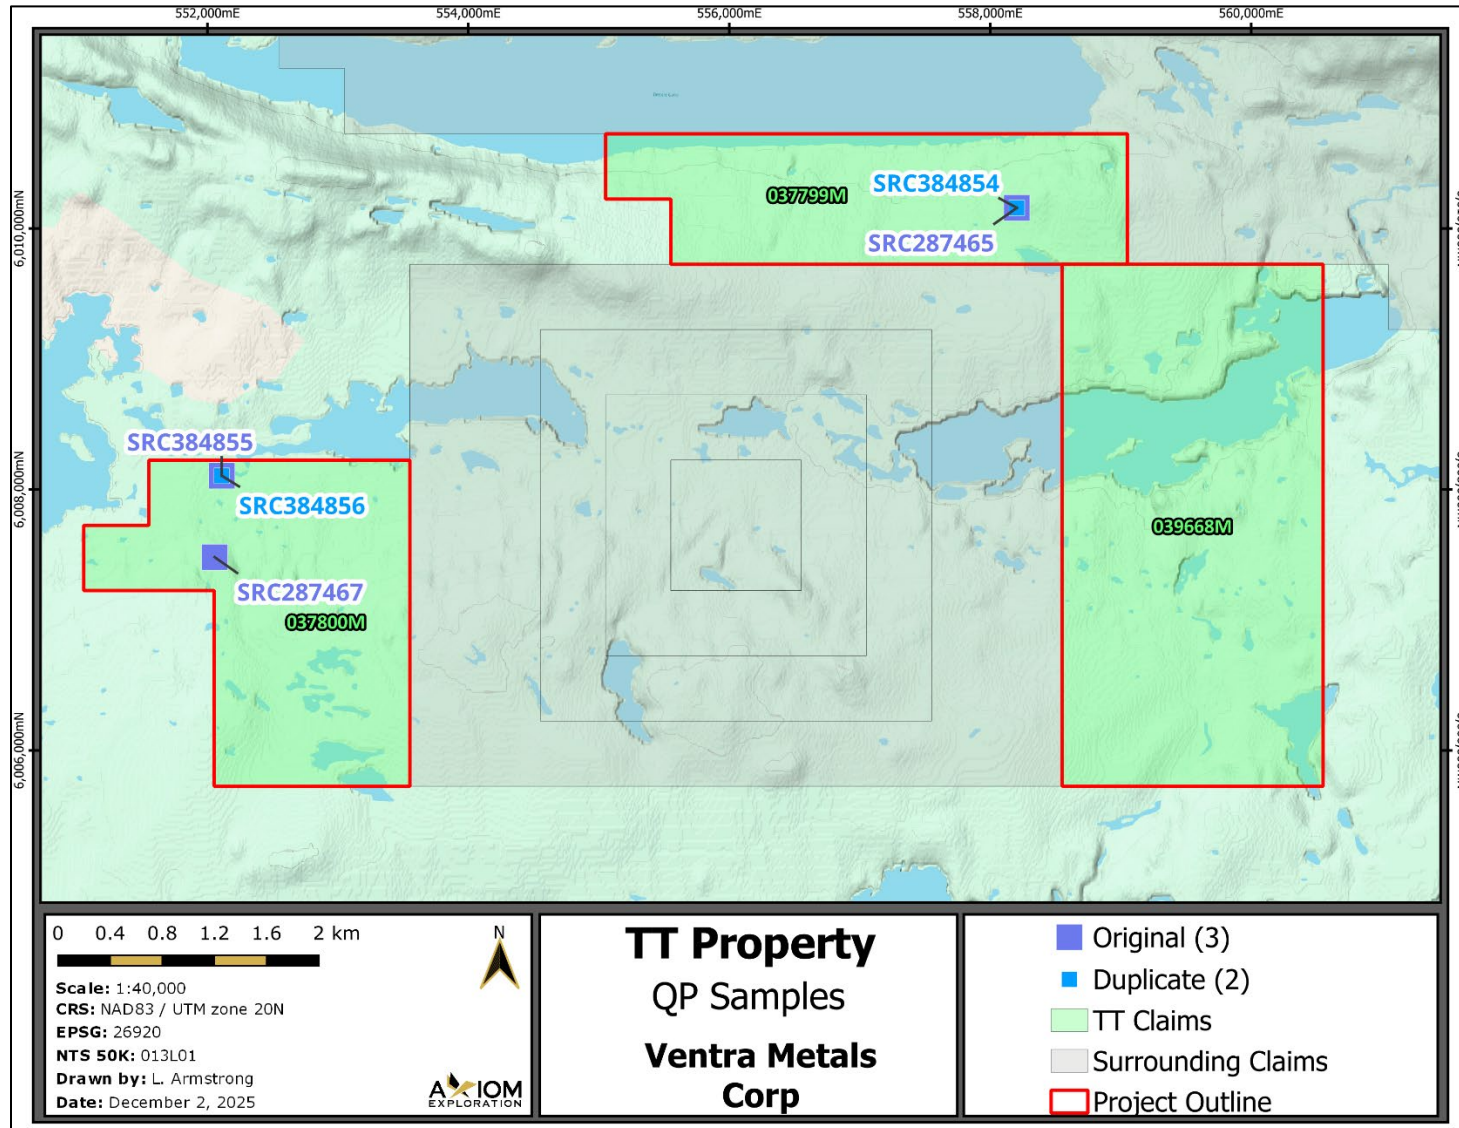 552,000mE 554,000mE 556,000mE 558,000mE 560,000mE
037799M
SRC384854
SRC287465
6,010,000mN
SRC384855
SRC384856
6,008,000mN
039668M
SRC287467
037800M
6,006,000mN
0 0.4 0.8 1.2 1.6 2 km
N
Scale: 1:40,000
CRS: NAD83 / UTM zone 20N
EPSG: 26920
NTS 50K: 013L01
Drawn by: L. Armstrong
Date: December 2, 2025
AXIOM
EXPLORATION
TT Property
QP Samples
Ventra Metals
Corp
Original (3)
Duplicate (2)
TT Claims
Surrounding Claims
Project Outline